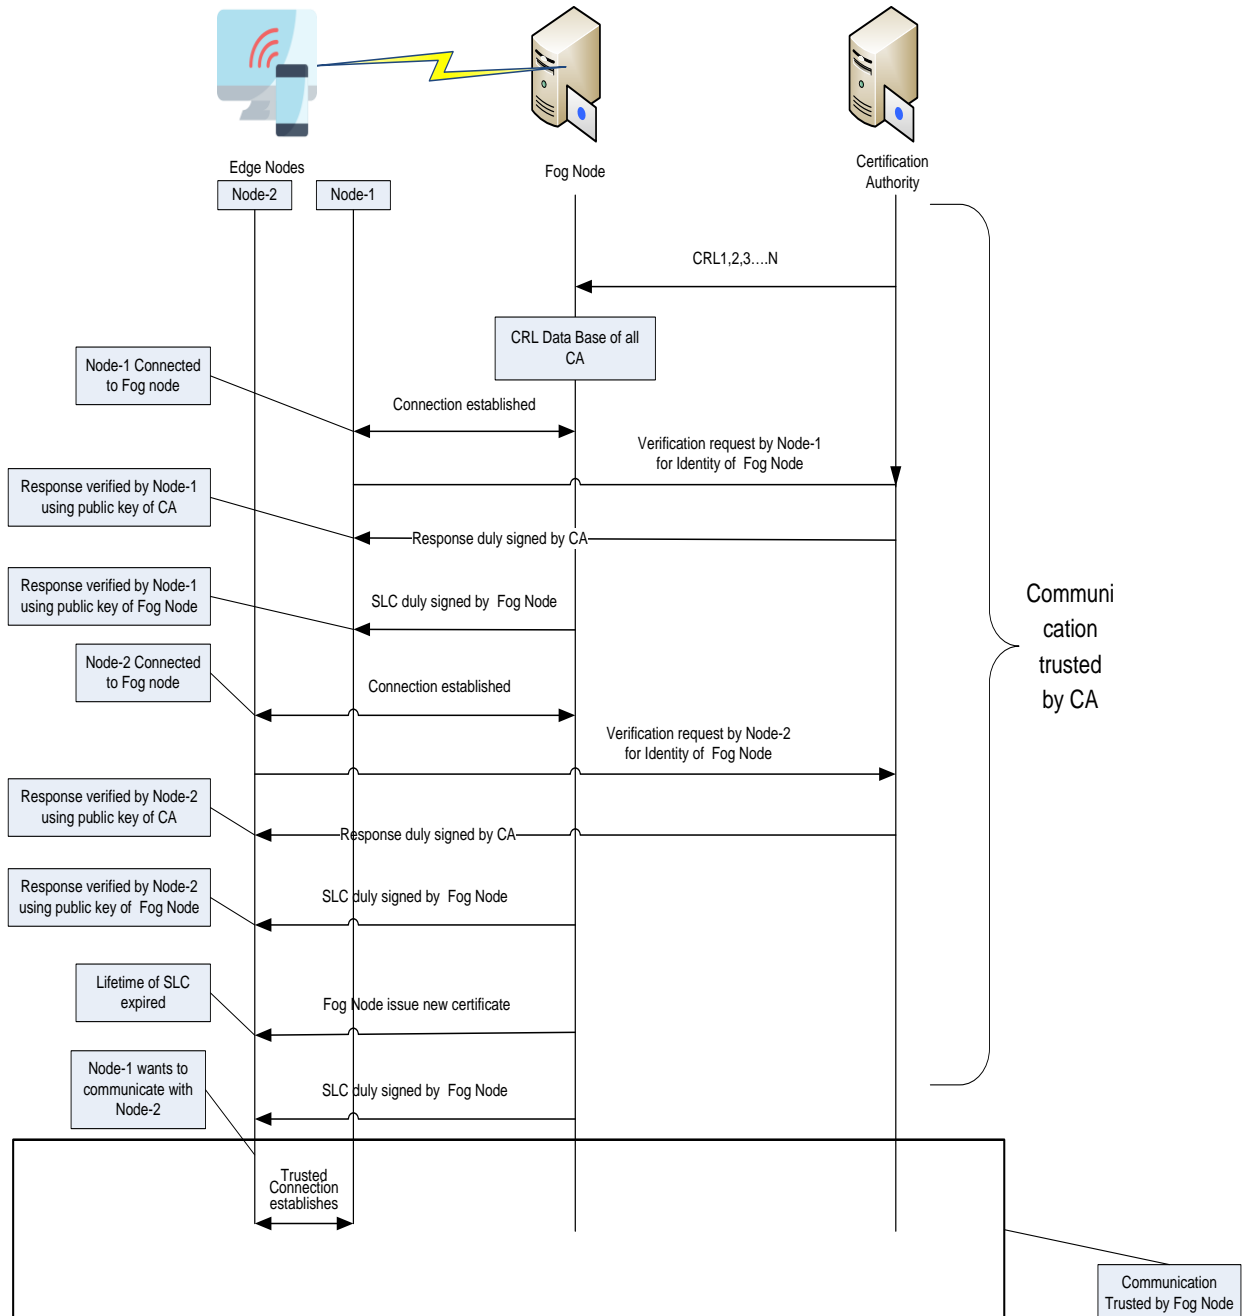 Edge Nodes
Fog Node
Certification
Authority
Node-2
Node-1
CRL1,2,3....N
CRL Data Base of all
CA
Node-1 Connected
to Fog node
Connection established
Verification request by Node-1
for Identity of Fog Node
Response verified by Node-1
using public key of CA
Response duly signed by CA
Response verified by Node-1
using public key of Fog Node
SLC duly signed by Fog Node
Communi
cation
trusted
by CA
Node-2 Connected
to Fog node
Connection established
Verification request by Node-2
for Identity of Fog Node
Response verified by Node-2
using public key of CA
Response duly signed by CA
Response verified by Node-2
using public key of Fog Node
SLC duly signed by Fog Node
Lifetime of SLC
expired
Fog Node issue new certificate
Node-1 wants to
communicate with
Node-2
SLC duly signed by Fog Node
Trusted
Connection
establishes
Communication
Trusted by Fog Node